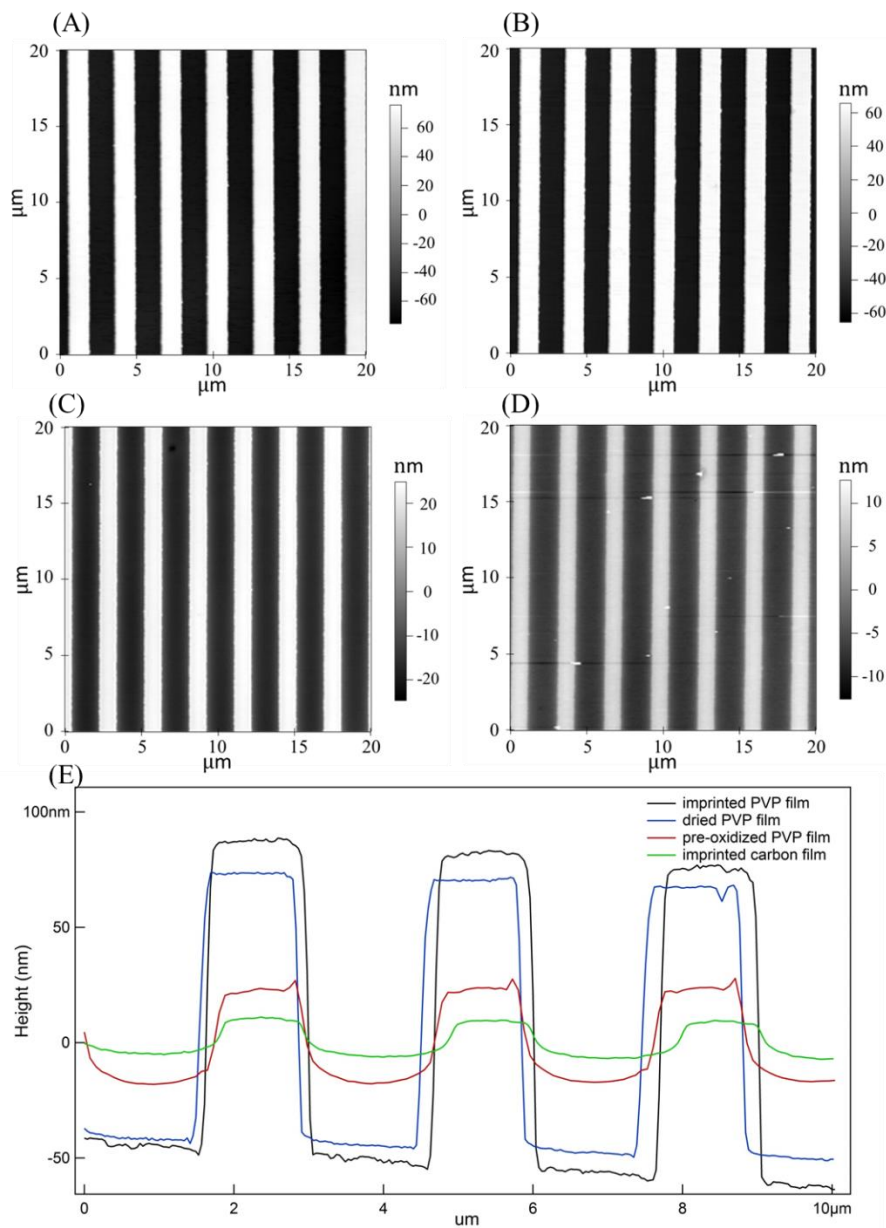 (A)
20
15
10
5
0
μm
0
5
10
15
20
μm
nm
60
40
20
0
-20
-40
-60
(B)
20
15
10
5
0
μm
0
5
10
15
20
μm
nm
60
40
20
0
-20
-40
-60
(C)
20
15
10
5
0
μm
0
5
10
15
20
μm
nm
20
10
0
-10
-20
(D)
20
15
10
5
0
μm
0
5
10
15
20
μm
nm
10
5
0
-5
-10
(E)
100nm
50
0
-50
Height (nm)
imprinted PVP film
dried PVP film
pre-oxidized PVP film
imprinted carbon film
0
2
4
6
8
10μm
um